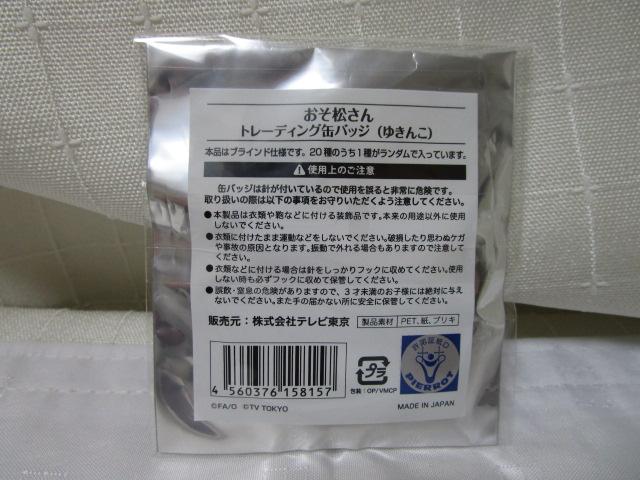 おそ松さん
トレーディング缶バッジ（ゆきんこ）
本品はブラインド仕様です。20種のうち1種がランダムで入っています。
使用上のご注意
缶バッジは針が付いているので使用を誤ると非常に危険です。
取り扱いの際は以下の事項をお守りいただくよう注意してください。
●本製品は衣類や鞄などに付ける装飾品です。本来の用途以外に使用
しないでください。
●衣類に付けたまま運動などをしないでください。破損したり思わぬケガ
や事故の原因となります。振動で外れる場合もありますので注意して
ください。
●衣類などに付ける場合は針をしっかりフックに収めてください。使用
しない時も必ずフックに収めて保管してください。
●誤飲・窒息の危険がありますので、3才未満のお子様には絶対に与え
ないでください。また手の届かない所に安全に保管してください。
販売元：株式会社テレビ東京
製品素材 PET、紙、ブリキ
4 560376 158157
プラ
包装：OP/VMCP
許諾証紙
PIERROT
©FA/O ©TV TOKYO
MADE IN JAPAN